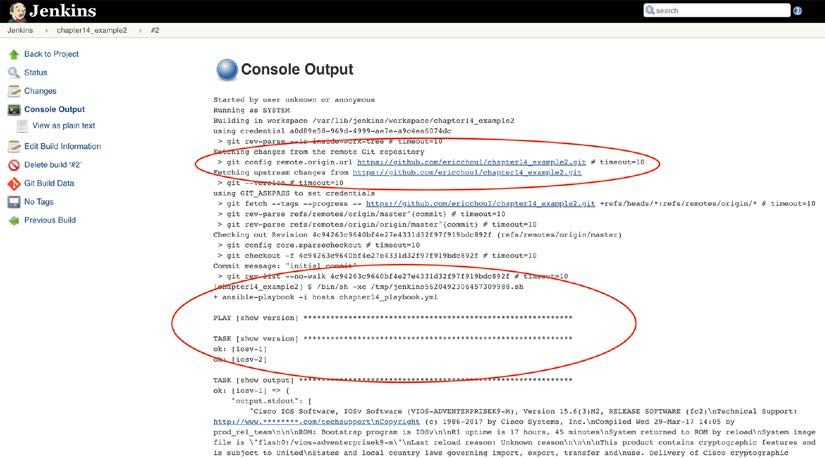 Jenkins
search
Jenkins › chapter14_example2 › #2
Back to Project
Status
Changes
Console Output
View as plain text
Edit Build Information
Delete build ‘#2’
Git Build Data
No Tags
Previous Build
Console Output
Started by user unknown or anonymous
Running as SYSTEM
Building in workspace /var/lib/jenkins/workspace/chapter14_example2
using credential a0d89e58-969d-4999-ae7e-a9c4ea6074dc
> git rev-parse --is-inside-work-tree # timeout=10
Fetching changes from the remote Git repository
> git config remote.origin.url https://github.com/ericchou1/chapter14_example2.git # timeout=10
Fetching upstream changes from https://github.com/ericchou1/chapter14_example2.git
> git --version # timeout=10
using GIT_ASKPASS to set credentials
> git fetch --tags --progress -- https://github.com/ericchou1/chapter14_example2.git +refs/heads/*:refs/remotes/origin/* # timeout=10
> git rev-parse refs/remotes/origin/master^{commit} # timeout=10
> git rev-parse refs/remotes/origin/master^{commit} # timeout=10
Checking out Revision 4c94263c9640bf4e27e4331d32f97f919bdc892f (refs/remotes/origin/master)
> git config core.sparsecheckout # timeout=10
> git checkout -f 4c94263c9640bf4e27e4331d32f97f919bdc892f # timeout=10
Commit message: "initial commit"
> git rev-list --no-walk 4c94263c9640bf4e27e4331d32f97f919bdc892f # timeout=10
[chapter14_example2] $ /bin/sh -xe /tmp/jenkins5620492306457309988.sh
+ ansible-playbook -i hosts chapter14_playbook.yml
PLAY [show version] ************************************************************
TASK [show version] ************************************************************
ok: [iosv-1]
ok: [iosv-2]
TASK [show output] *************************************************************
ok: [iosv-1] => {
"output.stdout": [
"Cisco IOS Software, IOSv Software (VIOS-ADVENTERPRISEK9-M), Version 15.6(3)M2, RELEASE SOFTWARE (fc2)\nTechnical Support:
http://www.********.com/techsupport\nCopyright (c) 1986-2017 by Cisco Systems, Inc.\nCompiled Wed 29-Mar-17 14:05 by
prod_rel_team\n\n\nROM: Bootstrap program is IOSv\n\n\nR1 uptime is 17 hours, 45 minutes\nSystem returned to ROM by reload\nSystem image
file is \"flash0:/vios-adventerprisek9-m\"\nLast reload reason: Unknown reason\n\n\n\nThis product contains cryptographic features and
is subject to United\nStates and local country laws governing import, export, transfer and\nuse. Delivery of Cisco cryptographic